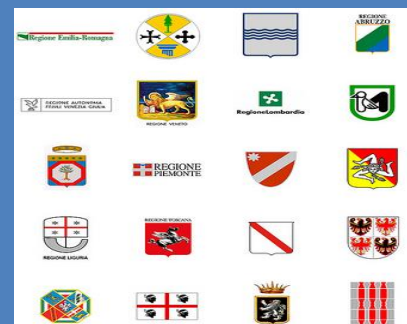 Regione Emilia-Romagna
REGIONE
ABRUZZO
REGIONE AUTONOMA
FRIULI VENEZIA GIULIA
REGIONE VENETO
RegioneLombardia
REGIONE
PIEMONTE
REGIONE LIGURIA
REGIONE TOSCANA